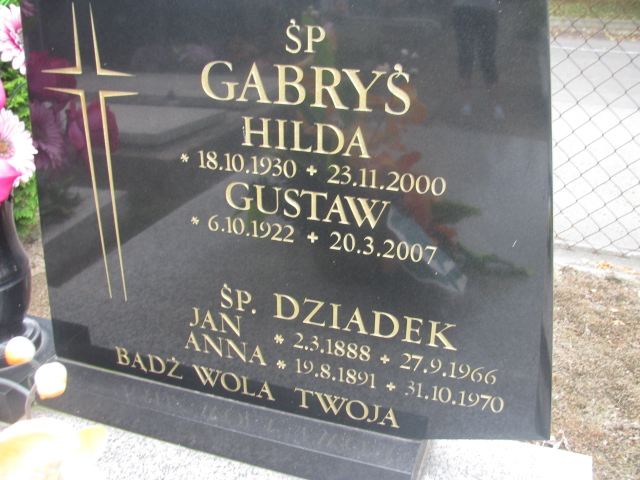 ŚP
GABRYŚ
HILDA
* 18.10.1930 + 23.11.2000
GUSTAW
* 6.10.1922 + 20.3.2007
ŚP. DZIADEK
JAN * 2.3.1888 + 27.9.1966
ANNA * 19.8.1891 + 31.10.1970
BĄDŹ WOLA TWOJA